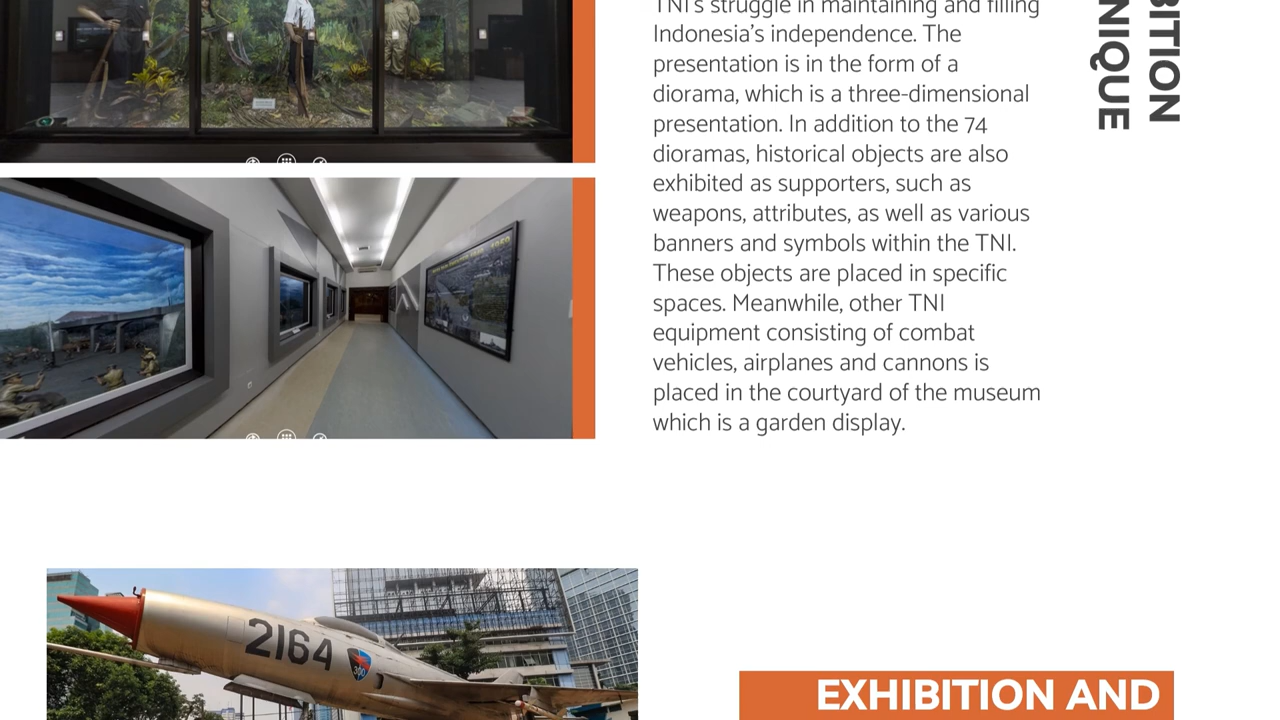 TNI's struggle in maintaining and filling
Indonesia's independence. The
presentation is in the form of a
diorama, which is a three-dimensional
presentation. In addition to the 74
dioramas, historical objects are also
exhibited as supporters, such as
weapons, attributes, as well as various
banners and symbols within the TNI.
These objects are placed in specific
spaces. Meanwhile, other TNI
equipment consisting of combat
vehicles, airplanes and cannons is
placed in the courtyard of the museum
which is a garden display.
BITION
NIQUE
2164
EXHIBITION AND